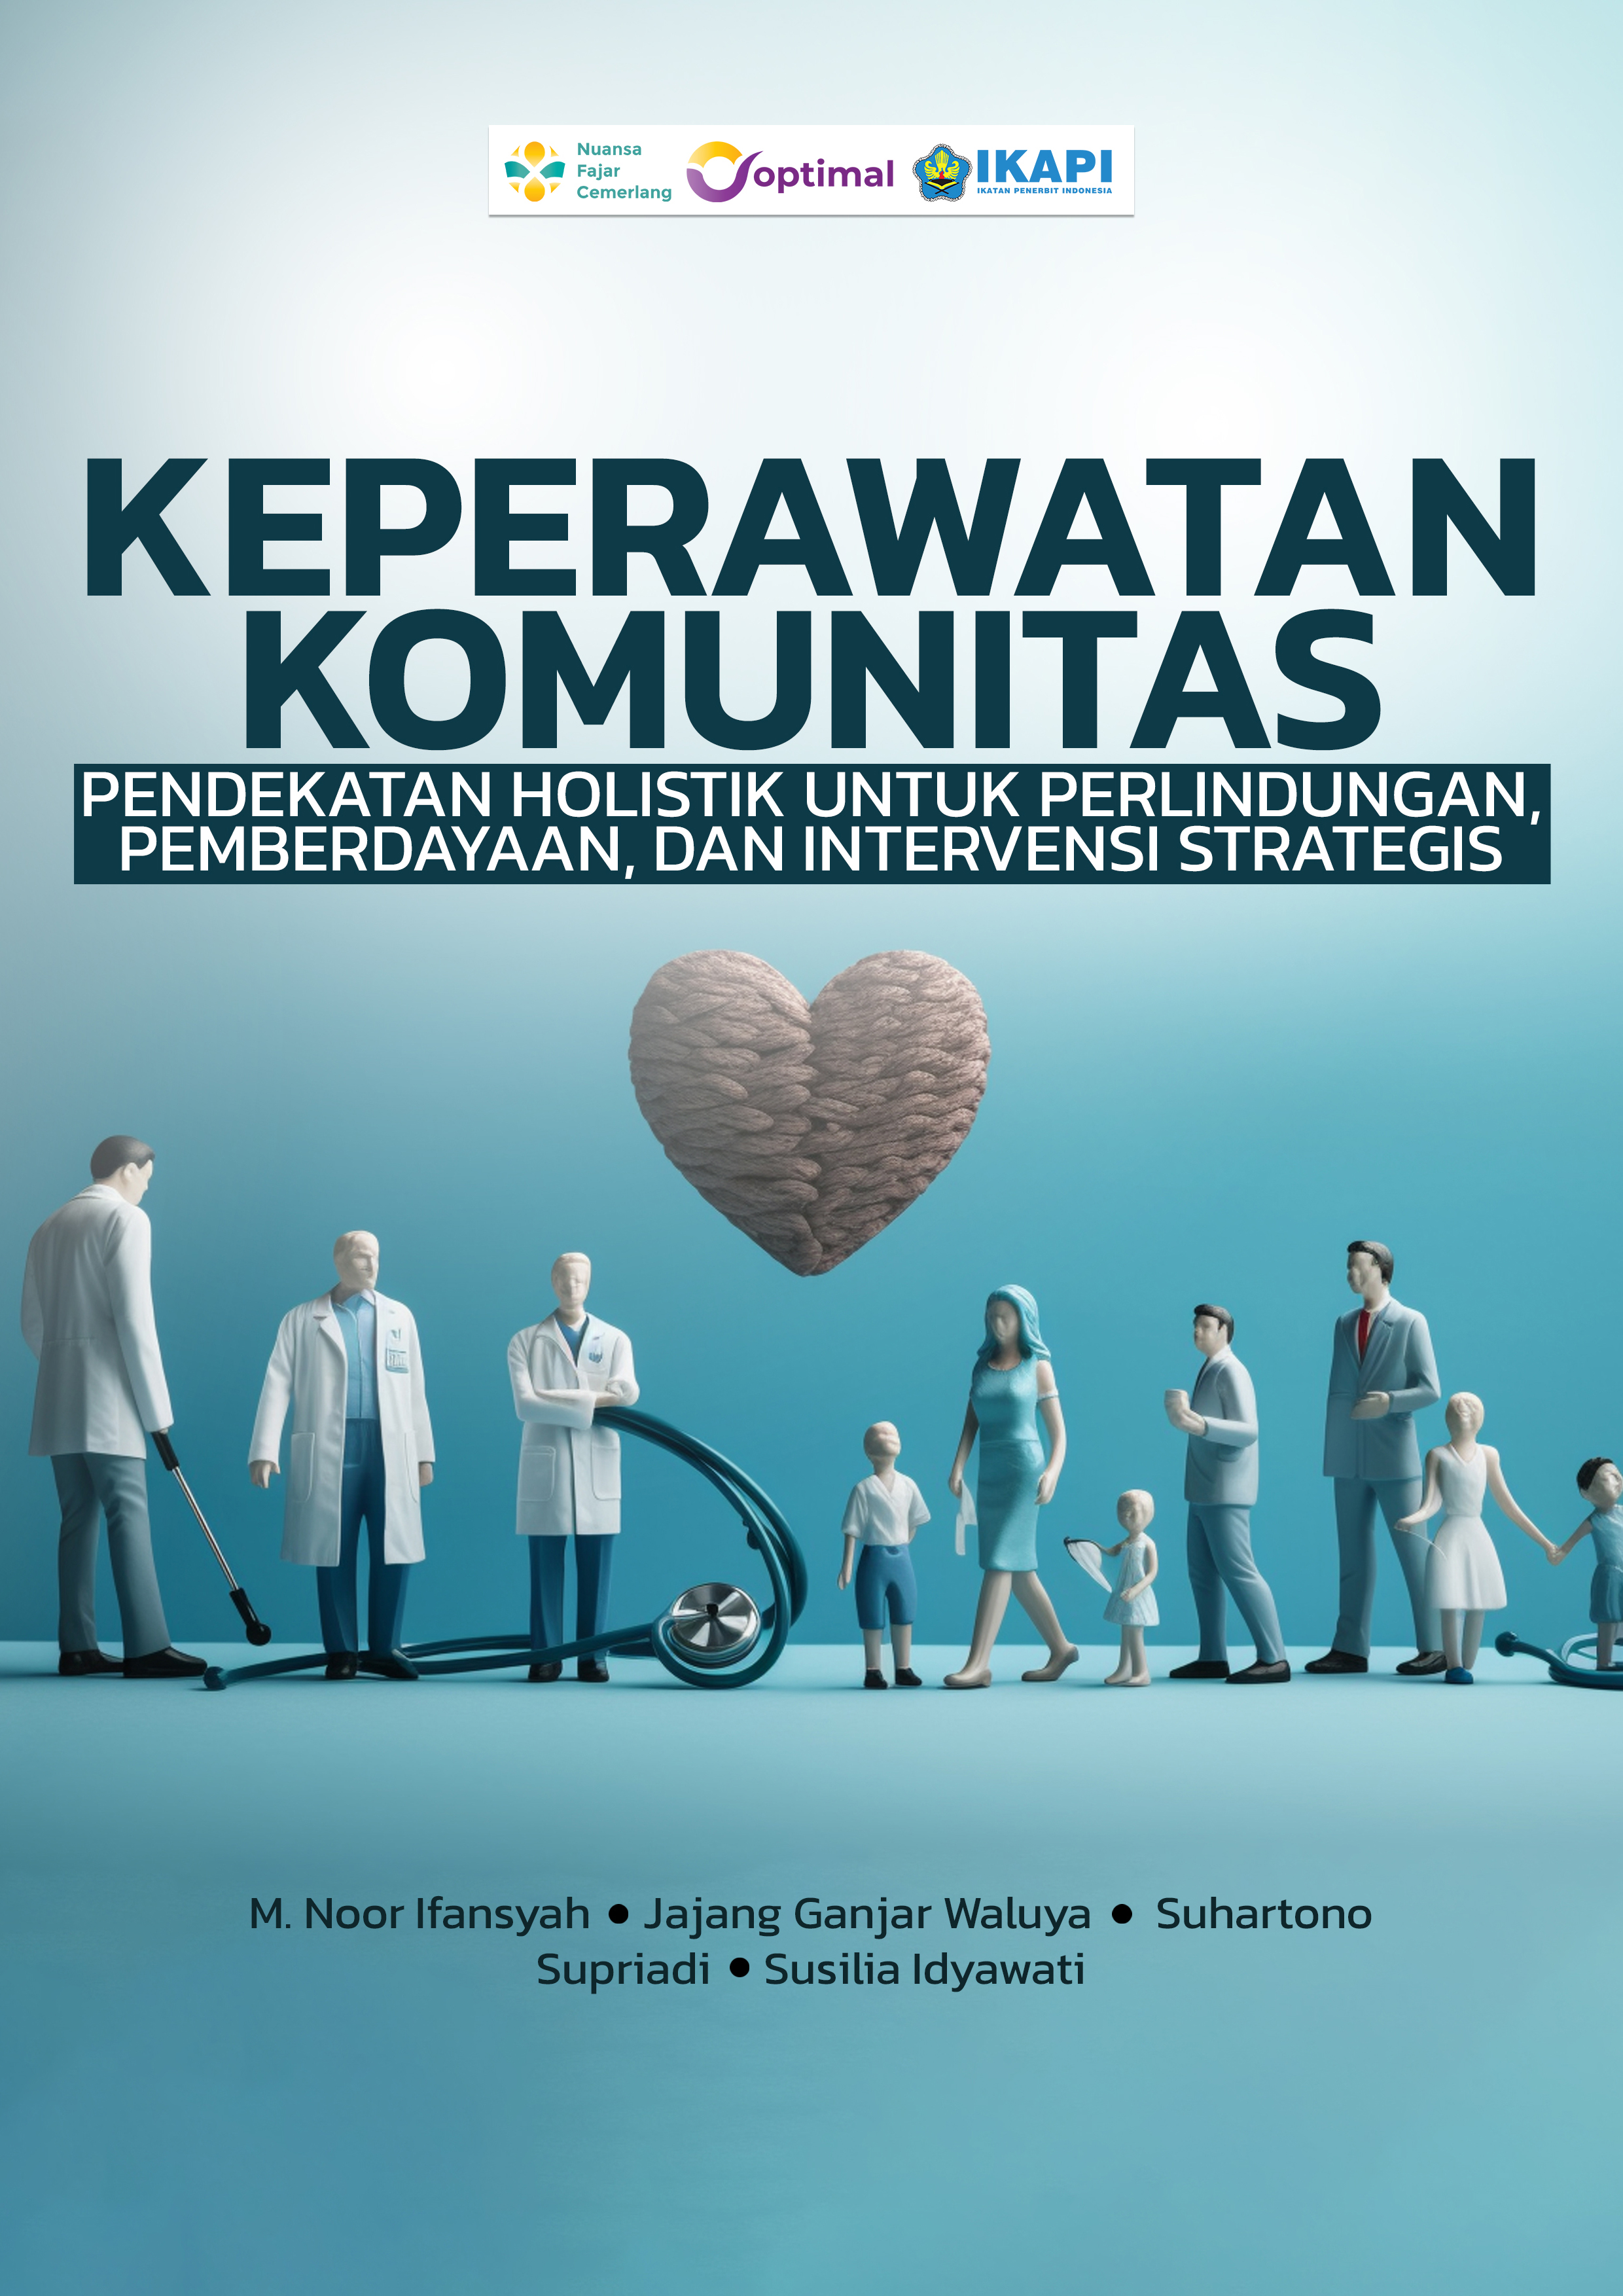 Nuansa
Fajar
Cemerlang
optimal
IKAPI
IKATAN PENERBIT INDONESIA
KEPERAWATAN
KOMUNITAS
PENDEKATAN HOLISTIK UNTUK PERLINDUNGAN,
PEMBERDAYAAN, DAN INTERVENSI STRATEGIS
M. Noor Ifansyah ● Jajang Ganjar Waluya ● Suhartono
Supriadi ● Susilia Idyawati